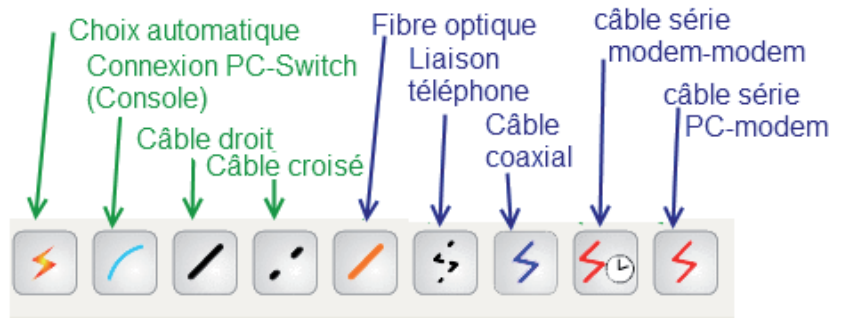 Choix automatique
Connexion PC-Switch
(Console)
Câble droit
Câble croisé
Fibre optique
Liaison
téléphone
Câble
coaxial
câble série
modem-modem
câble série
PC-modem